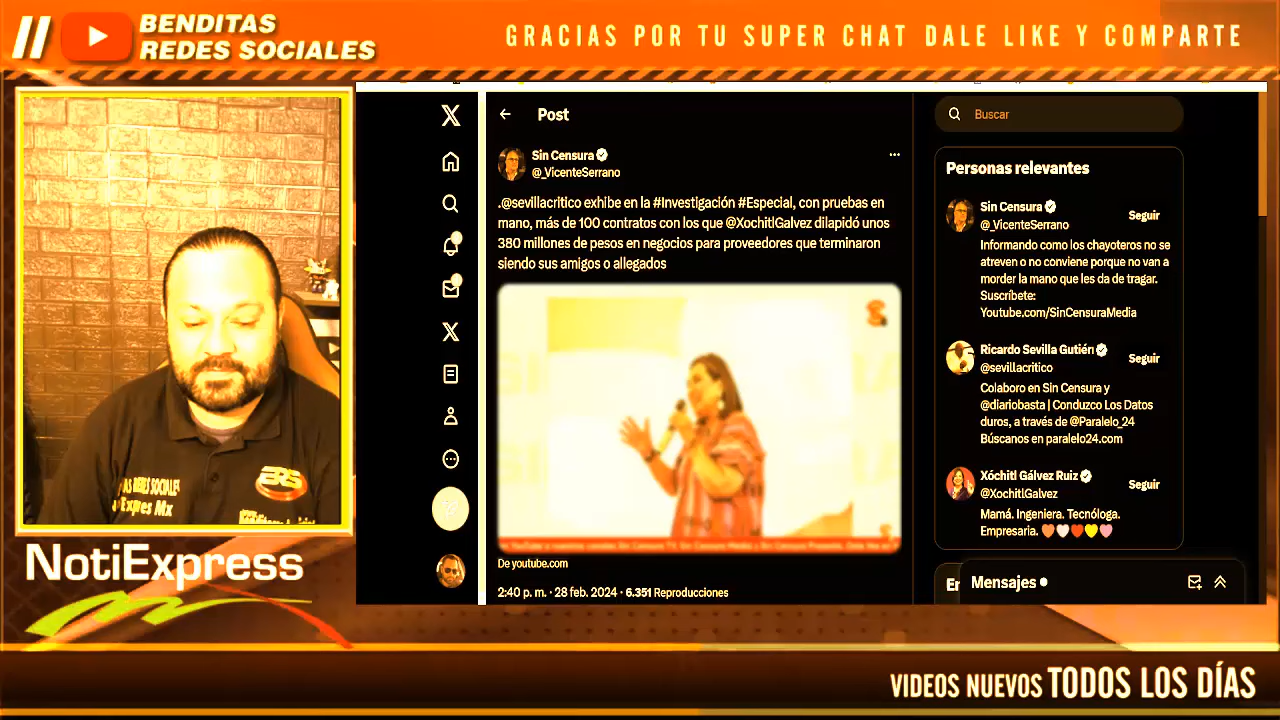 BENDITAS
REDES SOCIALES
GRACIAS POR TU SUPER CHAT DALE LIKE Y COMPARTE
Post
Sin Censura
@_VicenteSerrano
.@sevillacritico exhibe en la #Investigación #Especial, con pruebas en
mano, más de 100 contratos con los que @XochitlGalvez dilapidó unos
380 millones de pesos en negocios para proveedores que terminaron
siendo sus amigos o allegados
De youtube.com
2:40 p. m. · 28 feb. 2024 · 6.351 Reproducciones
Buscar
Personas relevantes
Sin Censura
@_VicenteSerrano
Seguir
Informando como los chayoteros no se
atreven o no conviene porque no van a
morder la mano que les da de tragar.
Suscríbete:
Youtube.com/SinCensuraMedia
Ricardo Sevilla Gutién
@sevillacritico
Seguir
Colaboro en Sin Censura y
@diariobasta | Conduzco Los Datos
duros, a través de @Paralelo_24
Búscanos en paralelo24.com
Xóchitl Gálvez Ruiz
@XochitlGalvez
Seguir
Mamá. Ingeniera. Tecnóloga.
Empresaria.
Mensajes
AS REDES SOCIALES
Expres Mx
NotiExpress
VIDEOS NUEVOS TODOS LOS DÍAS